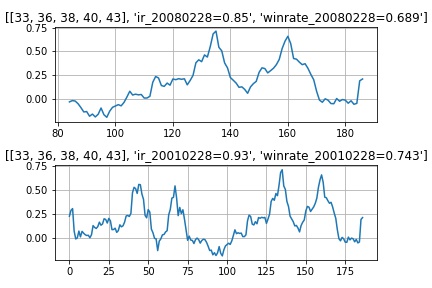 [[33, 36, 38, 40, 43], 'ir_20080228=0.85', 'winrate_20080228=0.689']
0.75
0.50
0.25
0.00
80 100 120 140 160 180
[[33, 36, 38, 40, 43], 'ir_20010228=0.93', 'winrate_20010228=0.743']
0.75
0.50
0.25
0.00
0 25 50 75 100 125 150 175